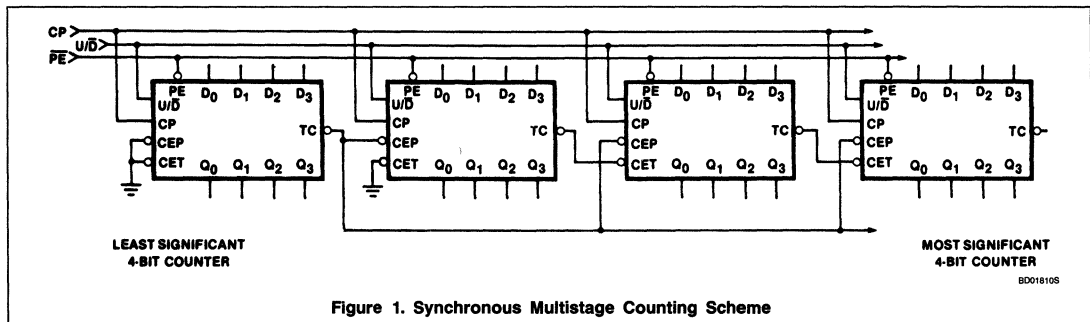 CP
U/D̅
P̅E̅
PE D0 D1 D2 D3
U/D̅
CP
CEP
CET
TC
Q0 Q1 Q2 Q3
PE D0 D1 D2 D3
U/D̅
CP
CEP
CET
TC
Q0 Q1 Q2 Q3
PE D0 D1 D2 D3
U/D̅
CP
CEP
CET
TC
Q0 Q1 Q2 Q3
PE D0 D1 D2 D3
U/D̅
CP
CEP
CET
TC
Q0 Q1 Q2 Q3
LEAST SIGNIFICANT
4-BIT COUNTER
MOST SIGNIFICANT
4-BIT COUNTER
BD01810S
Figure 1. Synchronous Multistage Counting Scheme